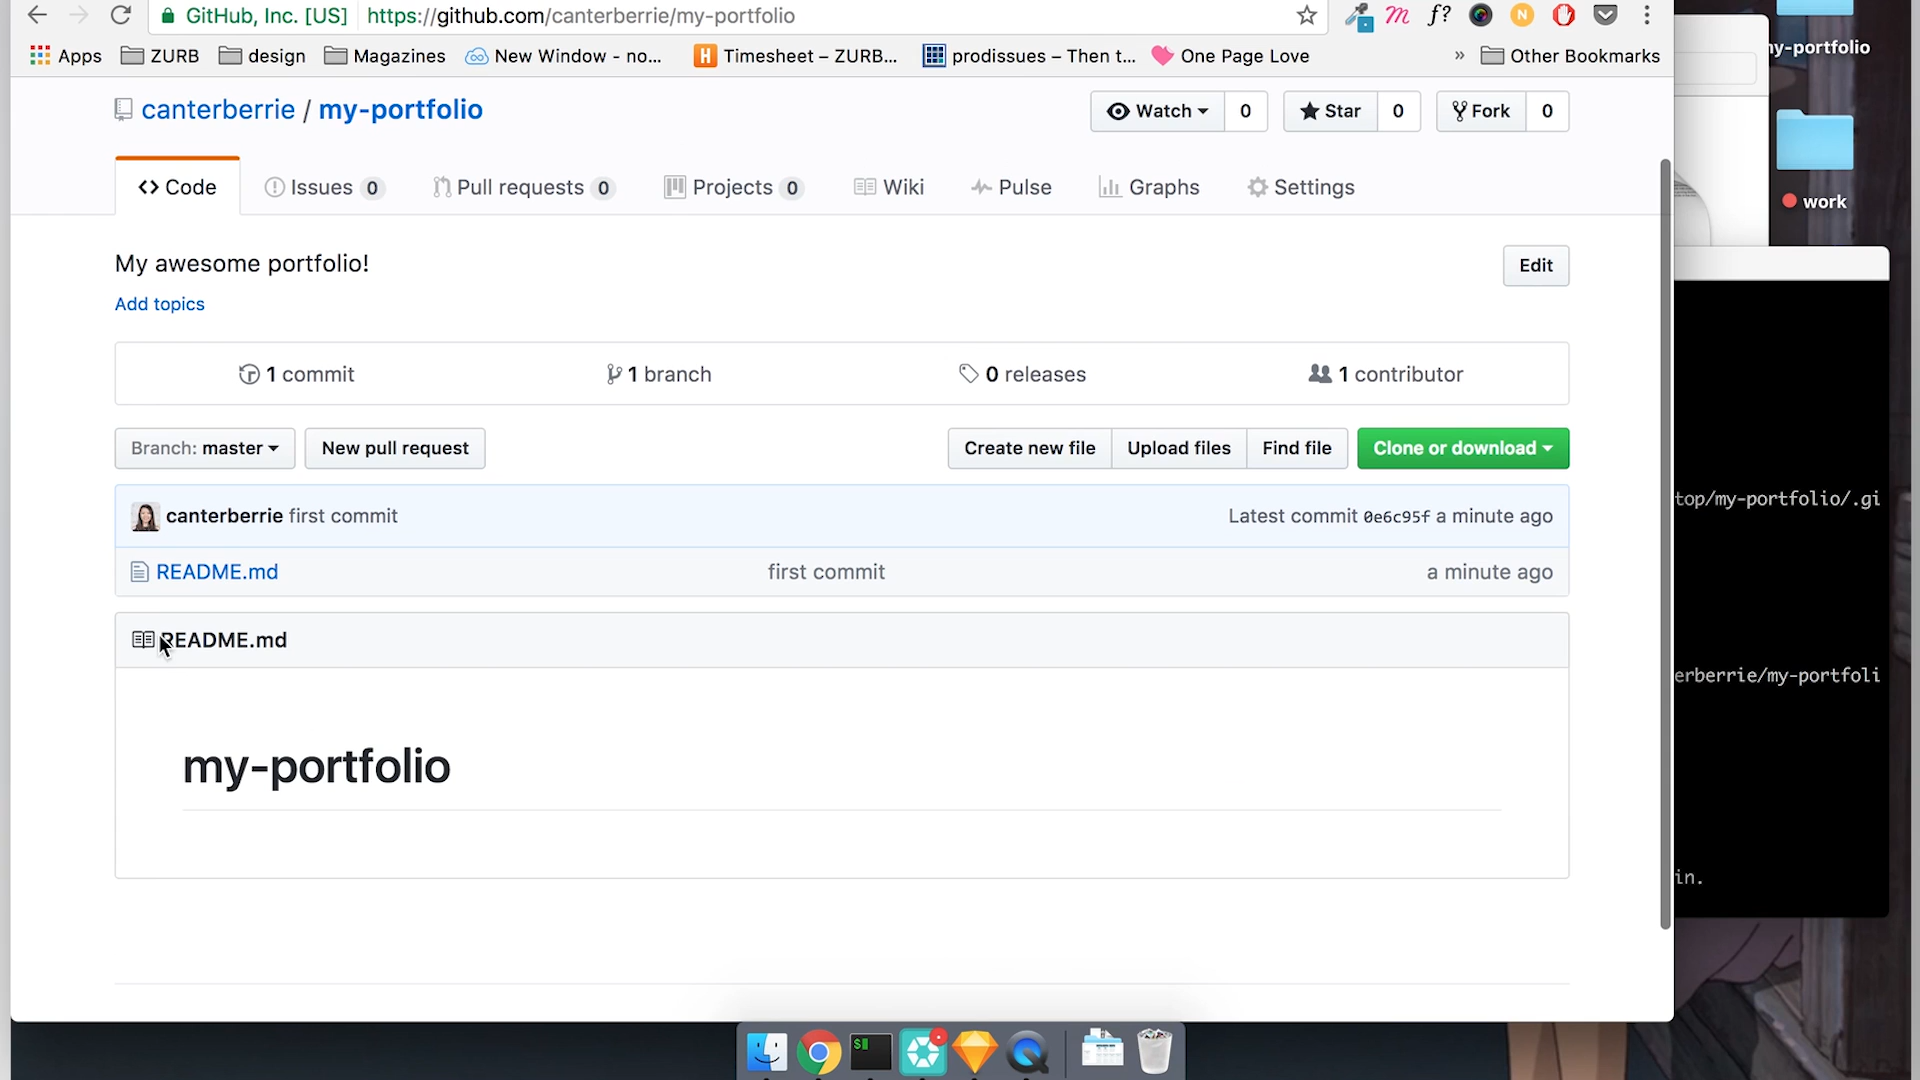 GitHub, Inc. [US] https://github.com/canterberrie/my-portfolio
Apps ZURB design Magazines New Window - no... Timesheet – ZURB... prodissues – Then t... One Page Love » Other Bookmarks
my-portfolio
work
canterberrie / my-portfolio
Watch 0 Star 0 Fork 0
Code Issues 0 Pull requests 0 Projects 0 Wiki Pulse Graphs Settings
My awesome portfolio!
Edit
Add topics
1 commit 1 branch 0 releases 1 contributor
Branch: master New pull request Create new file Upload files Find file Clone or download
canterberrie first commit Latest commit 0e6c95f a minute ago
README.md first commit a minute ago
README.md
my-portfolio
top/my-portfolio/.gi
erberrie/my-portfoli
in.